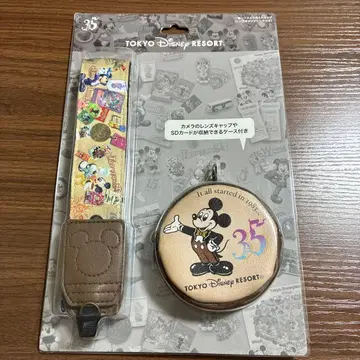 35
TOKYO Disney RESORT
カメラのレンズキャップや
SDカードが収納できるケース付き
It all started in 1983.
35
TOKYO Disney RESORT